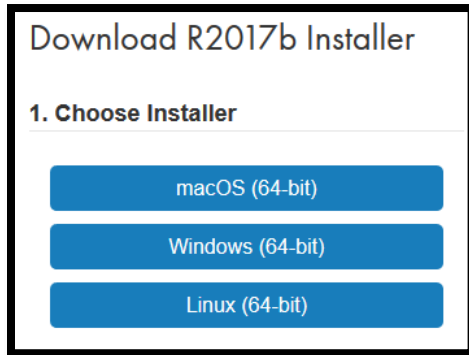 Download R2017b Installer
1. Choose Installer
macOS (64-bit)
Windows (64-bit)
Linux (64-bit)